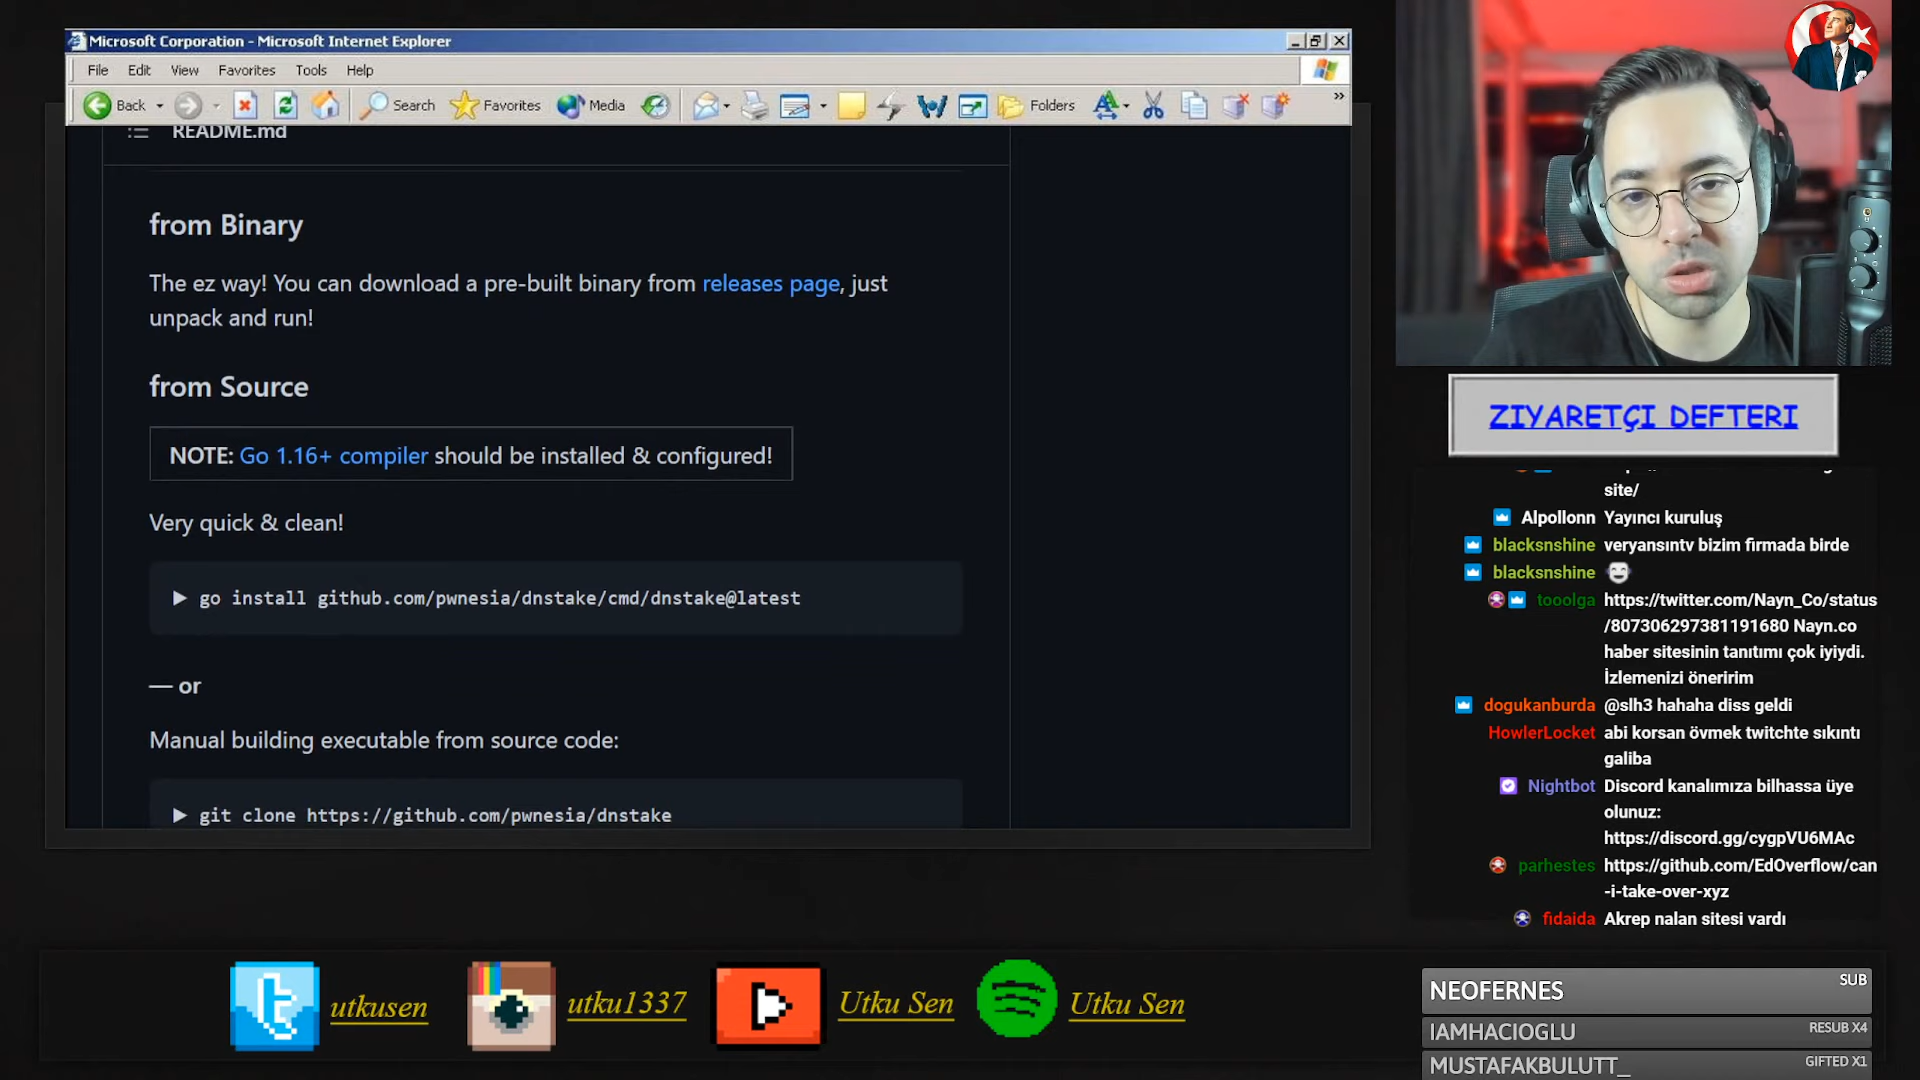 Microsoft Corporation - Microsoft Internet Explorer
File Edit View Favorites Tools Help
Back Search Favorites Media Folders
README.md
from Binary
The ez way! You can download a pre-built binary from releases page, just
unpack and run!
from Source
NOTE: Go 1.16+ compiler should be installed & configured!
Very quick & clean!
▶ go install github.com/pwnesia/dnstake/cmd/dnstake@latest
— or
Manual building executable from source code:
▶ git clone https://github.com/pwnesia/dnstake
ZİYARETÇİ DEFTERİ
site/
Alpollonn Yayıncı kuruluş
blacksnshine veryansıntv bizim firmada birde
blacksnshine
tooolga https://twitter.com/Nayn_Co/status
/807306297381191680 Nayn.co
haber sitesinin tanıtımı çok iyiydi.
İzlemenizi öneririm
dogukanburda @slh3 hahaha diss geldi
HowlerLocket abi korsan övmek twitchte sıkıntı
galiba
Nightbot Discord kanalımıza bilhassa üye
olunuz:
https://discord.gg/cygpVU6MAc
parhestes https://github.com/EdOverflow/can
-i-take-over-xyz
fidaida Akrep nalan sitesi vardı
utkusen
utku1337
Utku Sen
Utku Sen
NEOFERNES SUB
IAMHACIOGLU RESUB X4
MUSTAFAKBULUTT_ GIFTED X1